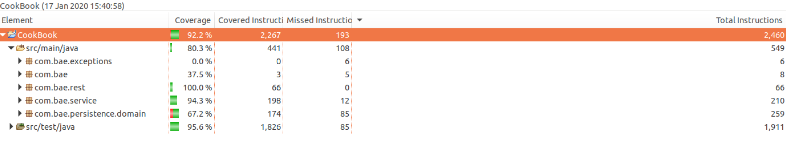 CookBook (17 Jan 2020 15:40:58)
Element Coverage Covered Instructi Missed Instructio Total Instructions
CookBook 92.2 % 2,267 193 2,460
src/main/java 80.3 % 441 108 549
com.bae.exceptions 0.0 % 0 6 6
com.bae 37.5 % 3 5 8
com.bae.rest 100.0 % 66 0 66
com.bae.service 94.3 % 198 12 210
com.bae.persistence.domain 67.2 % 174 85 259
src/test/java 95.6 % 1,826 85 1,911